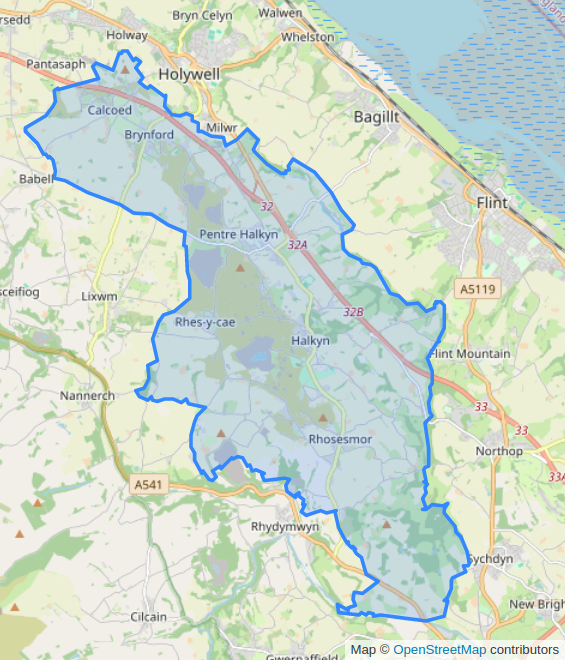 Walwen
Bryn Celyn
Holway
Whelston
Pantasaph
Holywell
Calcoed
Bagillt
Brynford
Milwr
Babell
Flint
32
Pentre Halkyn
32A
A5119
Lixwm
32B
Rhes-y-cae
Halkyn
Flint Mountain
Nannerch
33
33
Rhosesmor
Northop
A541
33A
Rhydymwyn
Sychdyn
New Brigh
Cilcain
Gwernaffield
Map © OpenStreetMap contributors